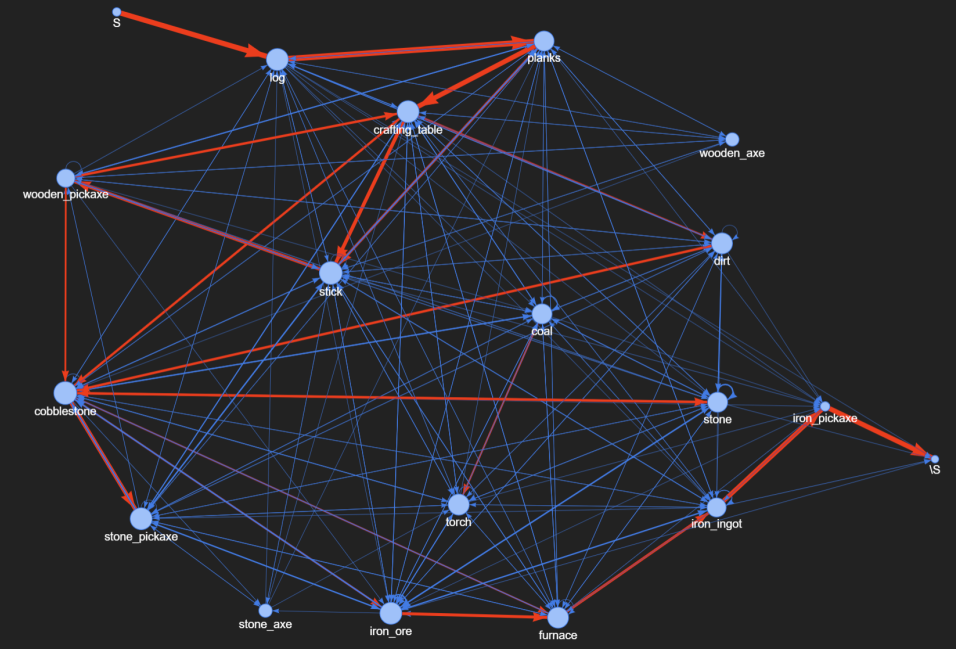 S
log
planks
crafting_table
wooden_axe
wooden_pickaxe
dirt
stick
coal
cobblestone
stone
iron_pickaxe
\S
torch
iron_ingot
stone_pickaxe
stone_axe
iron_ore
furnace